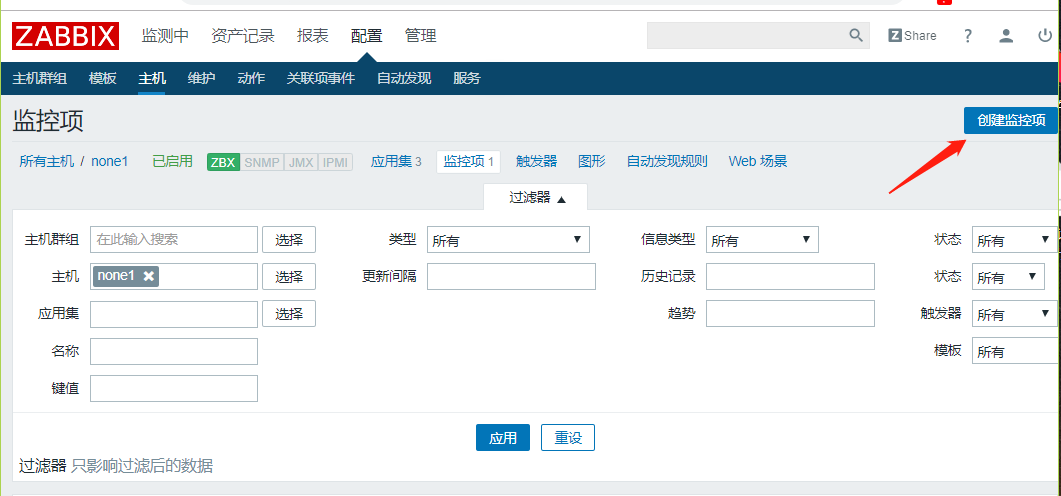 ZABBIX 监测中 资产记录 报表 配置 管理 Z Share ?
主机群组 模板 主机 维护 动作 关联项事件 自动发现 服务
监控项 创建监控项
所有主机 / none1 已启用 ZBX SNMP JMX IPMI 应用集 3 监控项 1 触发器 图形 自动发现规则 Web 场景
过滤器 ▲
主机群组 在此输入搜索 选择 类型 所有 信息类型 所有 状态 所有
主机 none1 选择 更新间隔 历史记录 状态 所有
应用集 选择 趋势 触发器 所有
名称 模板 所有
键值
应用 重设
过滤器 只影响过滤后的数据